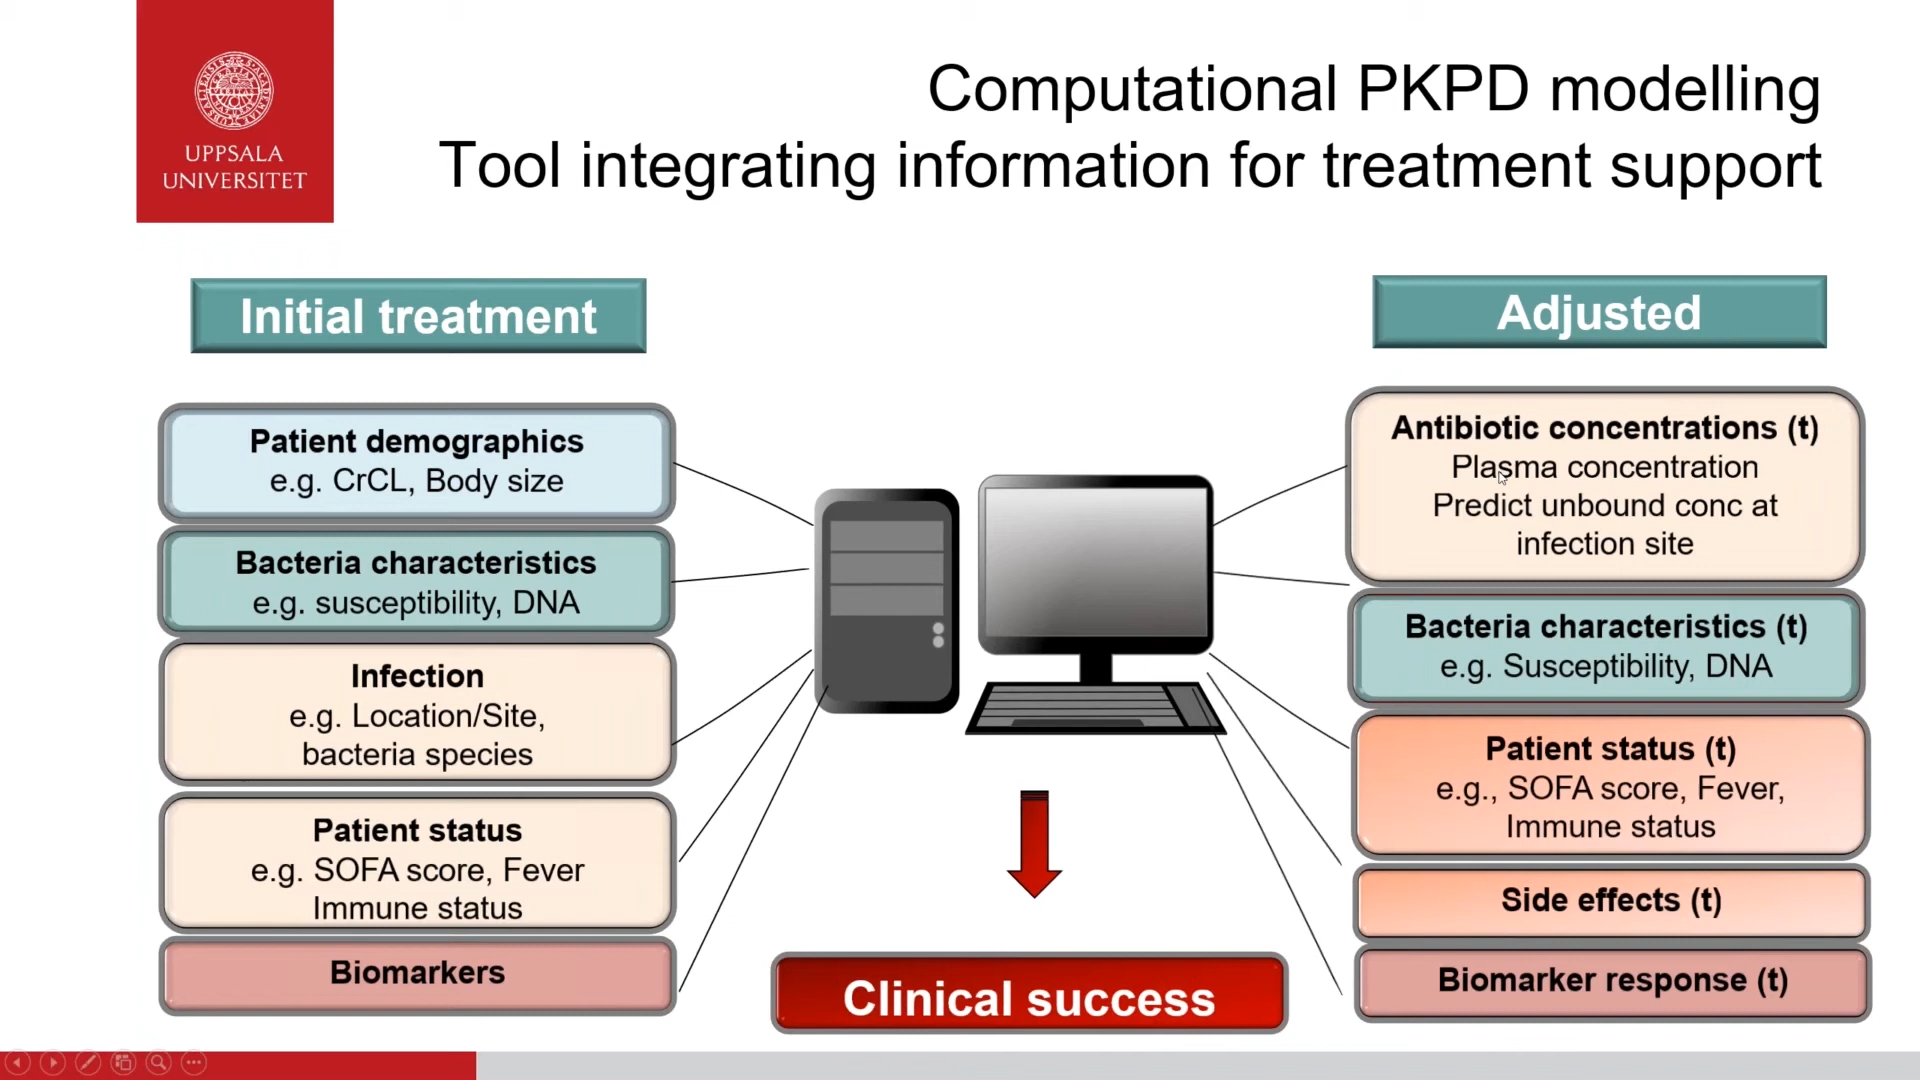 UPPSALA
UNIVERSITET
Computational PKPD modelling
Tool integrating information for treatment support
Initial treatment
Patient demographics
e.g. CrCL, Body size
Bacteria characteristics
e.g. susceptibility, DNA
Infection
e.g. Location/Site,
bacteria species
Patient status
e.g. SOFA score, Fever
Immune status
Biomarkers
Clinical success
Adjusted
Antibiotic concentrations (t)
Plasma concentration
Predict unbound conc at
infection site
Bacteria characteristics (t)
e.g. Susceptibility, DNA
Patient status (t)
e.g., SOFA score, Fever,
Immune status
Side effects (t)
Biomarker response (t)